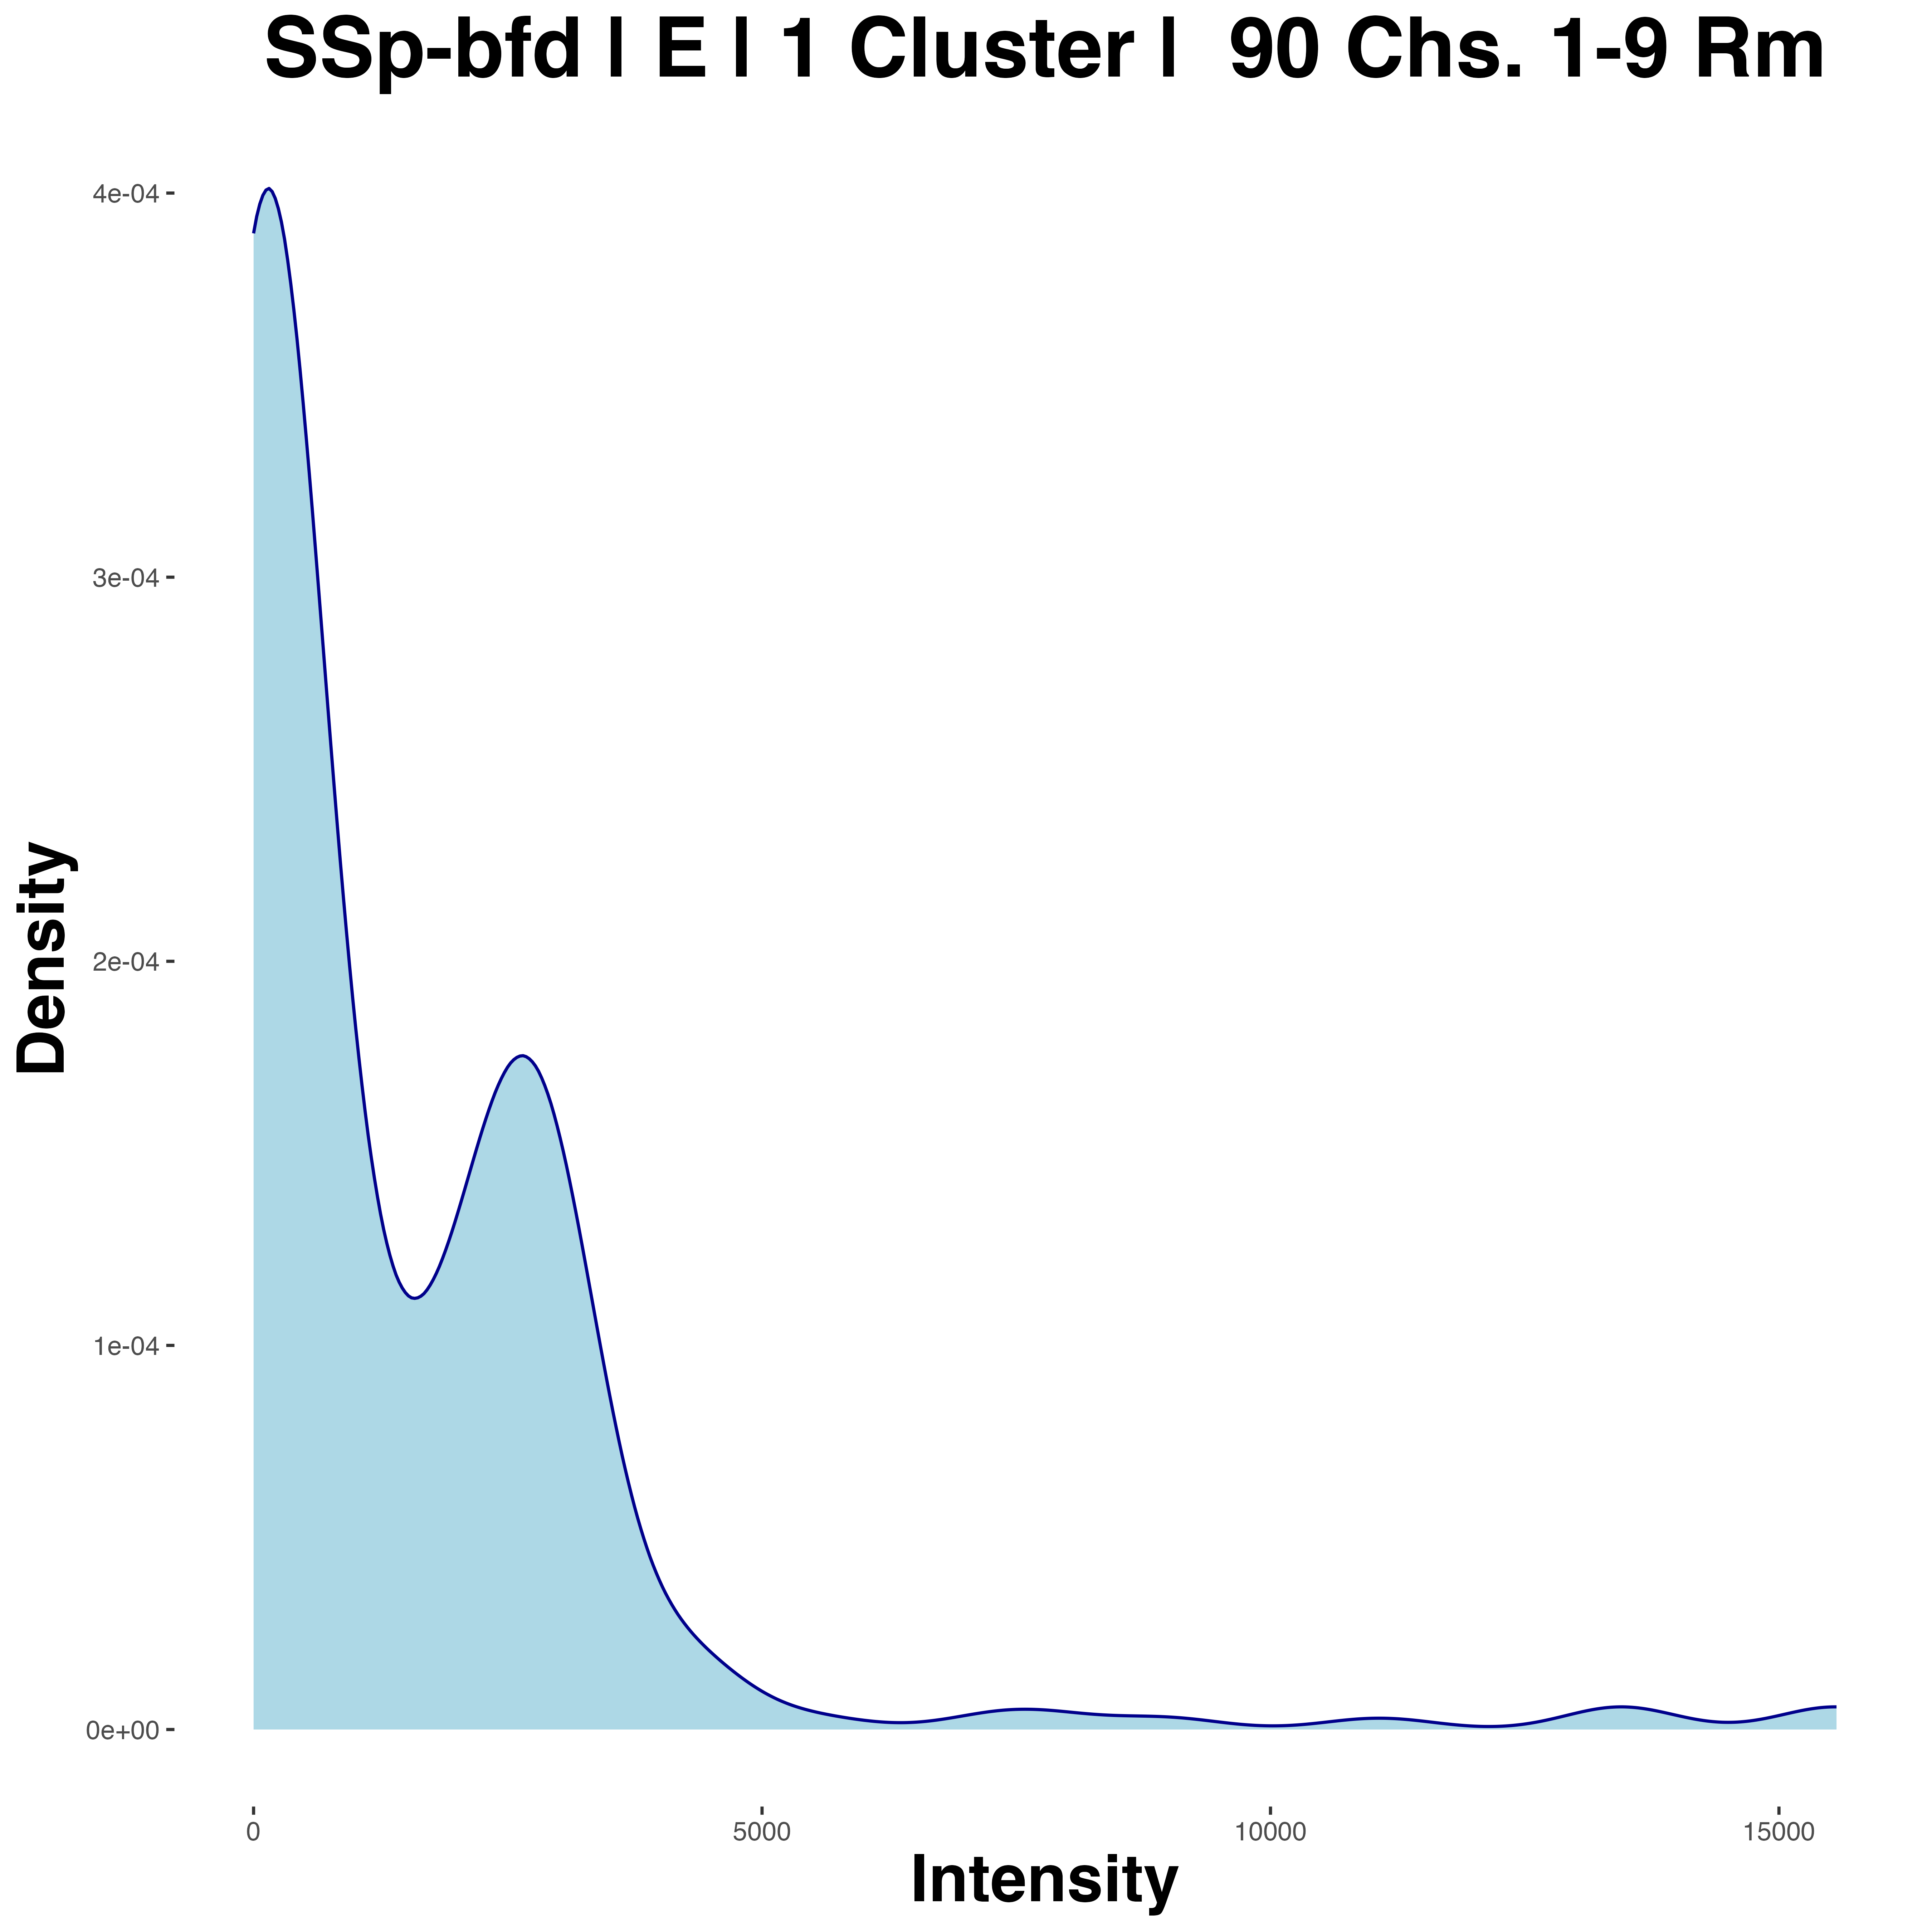 SSp-bfd | E | 1 Cluster | 90 Chs. 1-9 Rm
4e-04
3e-04
2e-04
1e-04
0e+00
Density
0 5000 10000 15000
Intensity